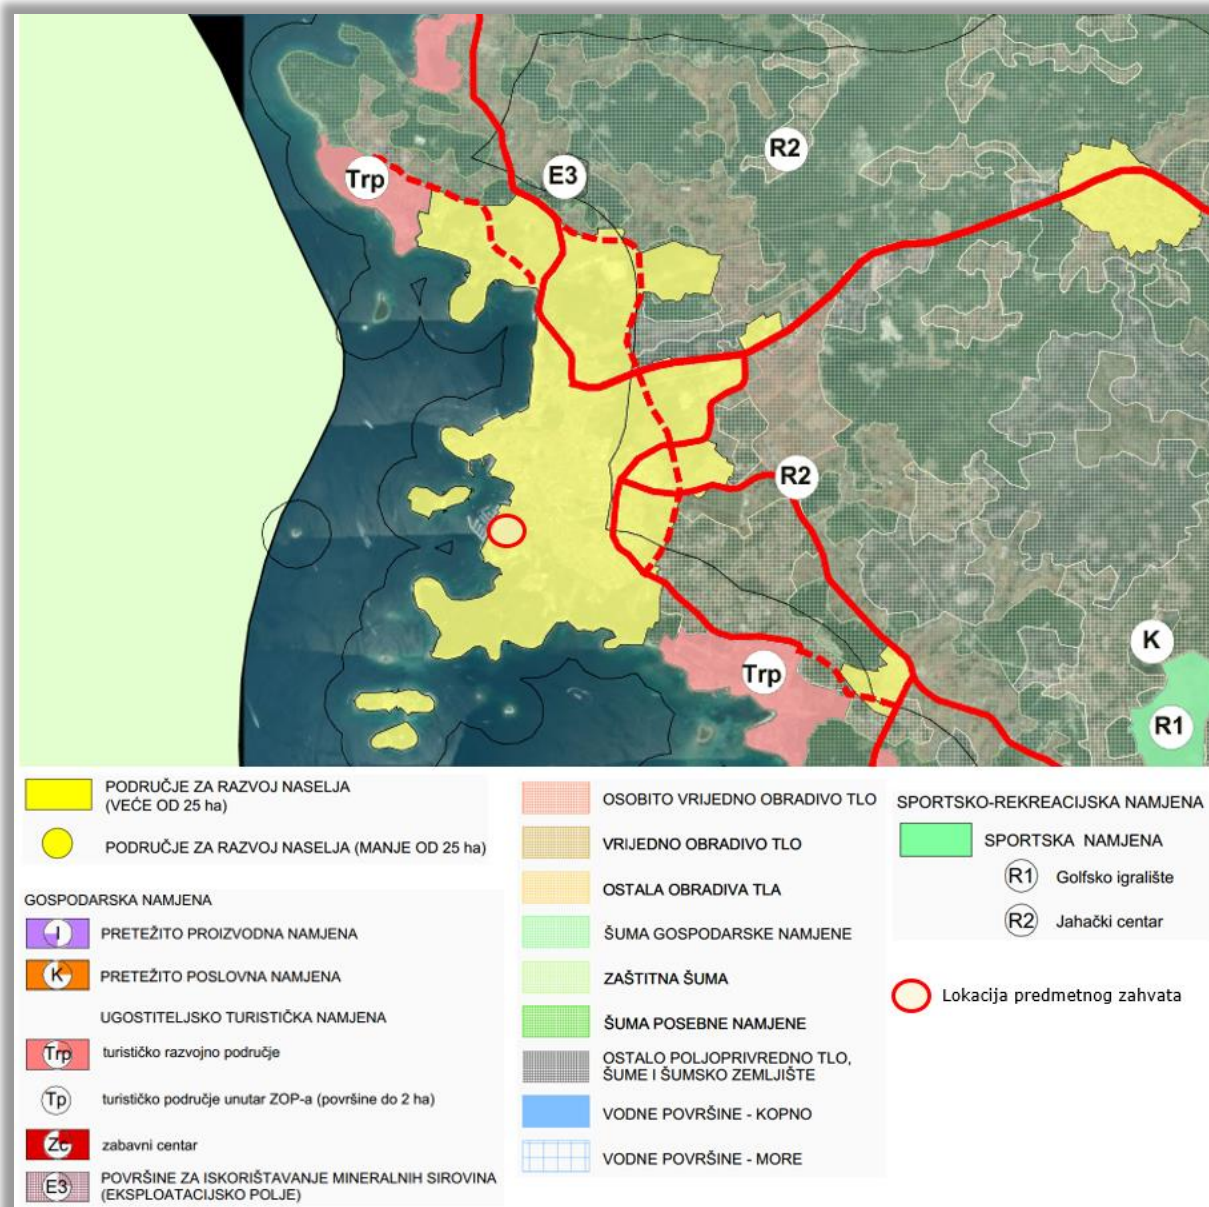 R2
E3
Trp
R2
K
Trp
R1
PODRUČJE ZA RAZVOJ NASELJA
(VEĆE OD 25 ha)
PODRUČJE ZA RAZVOJ NASELJA (MANJE OD 25 ha)
GOSPODARSKA NAMJENA
I PRETEŽITO PROIZVODNA NAMJENA
K PRETEŽITO POSLOVNA NAMJENA
UGOSTITELJSKO TURISTIČKA NAMJENA
Trp turističko razvojno područje
Tp turističko područje unutar ZOP-a (površine do 2 ha)
Zc zabavni centar
E3 POVRŠINE ZA ISKORIŠTAVANJE MINERALNIH SIROVINA
(EKSPLOATACIJSKO POLJE)
OSOBITO VRIJEDNO OBRADIVO TLO
VRIJEDNO OBRADIVO TLO
OSTALA OBRADIVA TLA
ŠUMA GOSPODARSKE NAMJENE
ZAŠTITNA ŠUMA
ŠUMA POSEBNE NAMJENE
OSTALO POLJOPRIVREDNO TLO,
ŠUME I ŠUMSKO ZEMLJIŠTE
VODNE POVRŠINE - KOPNO
VODNE POVRŠINE - MORE
SPORTSKO-REKREACIJSKA NAMJENA
SPORTSKA NAMJENA
R1 Golfsko igralište
R2 Jahački centar
Lokacija predmetnog zahvata